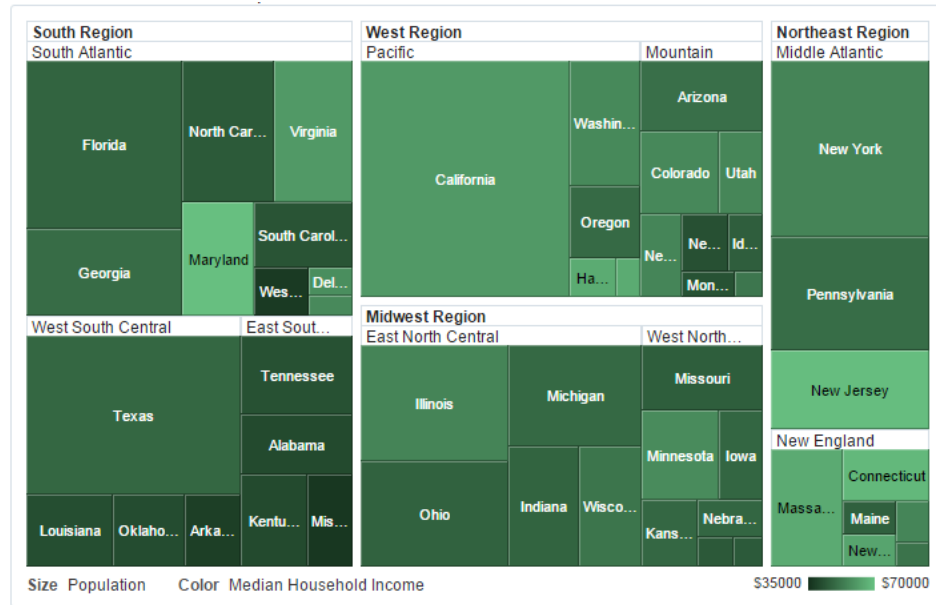 South Region
South Atlantic
Florida
North Car...
Virginia
Georgia
Maryland
South Carol...
Wes...
Del...
West South Central
East Sout...
Texas
Tennessee
Alabama
Louisiana
Oklaho...
Arka...
Kentu...
Mis...
West Region
Pacific
Mountain
California
Washin...
Oregon
Ha...
Arizona
Colorado
Utah
Ne...
Ne...
Id...
Mon...
Midwest Region
East North Central
West North...
Illinois
Michigan
Ohio
Indiana
Wisco...
Missouri
Minnesota
Iowa
Kans...
Nebra...
Northeast Region
Middle Atlantic
New York
Pennsylvania
New Jersey
New England
Massa...
Connecticut
Maine
New...
Size Population Color Median Household Income
$35000 $70000